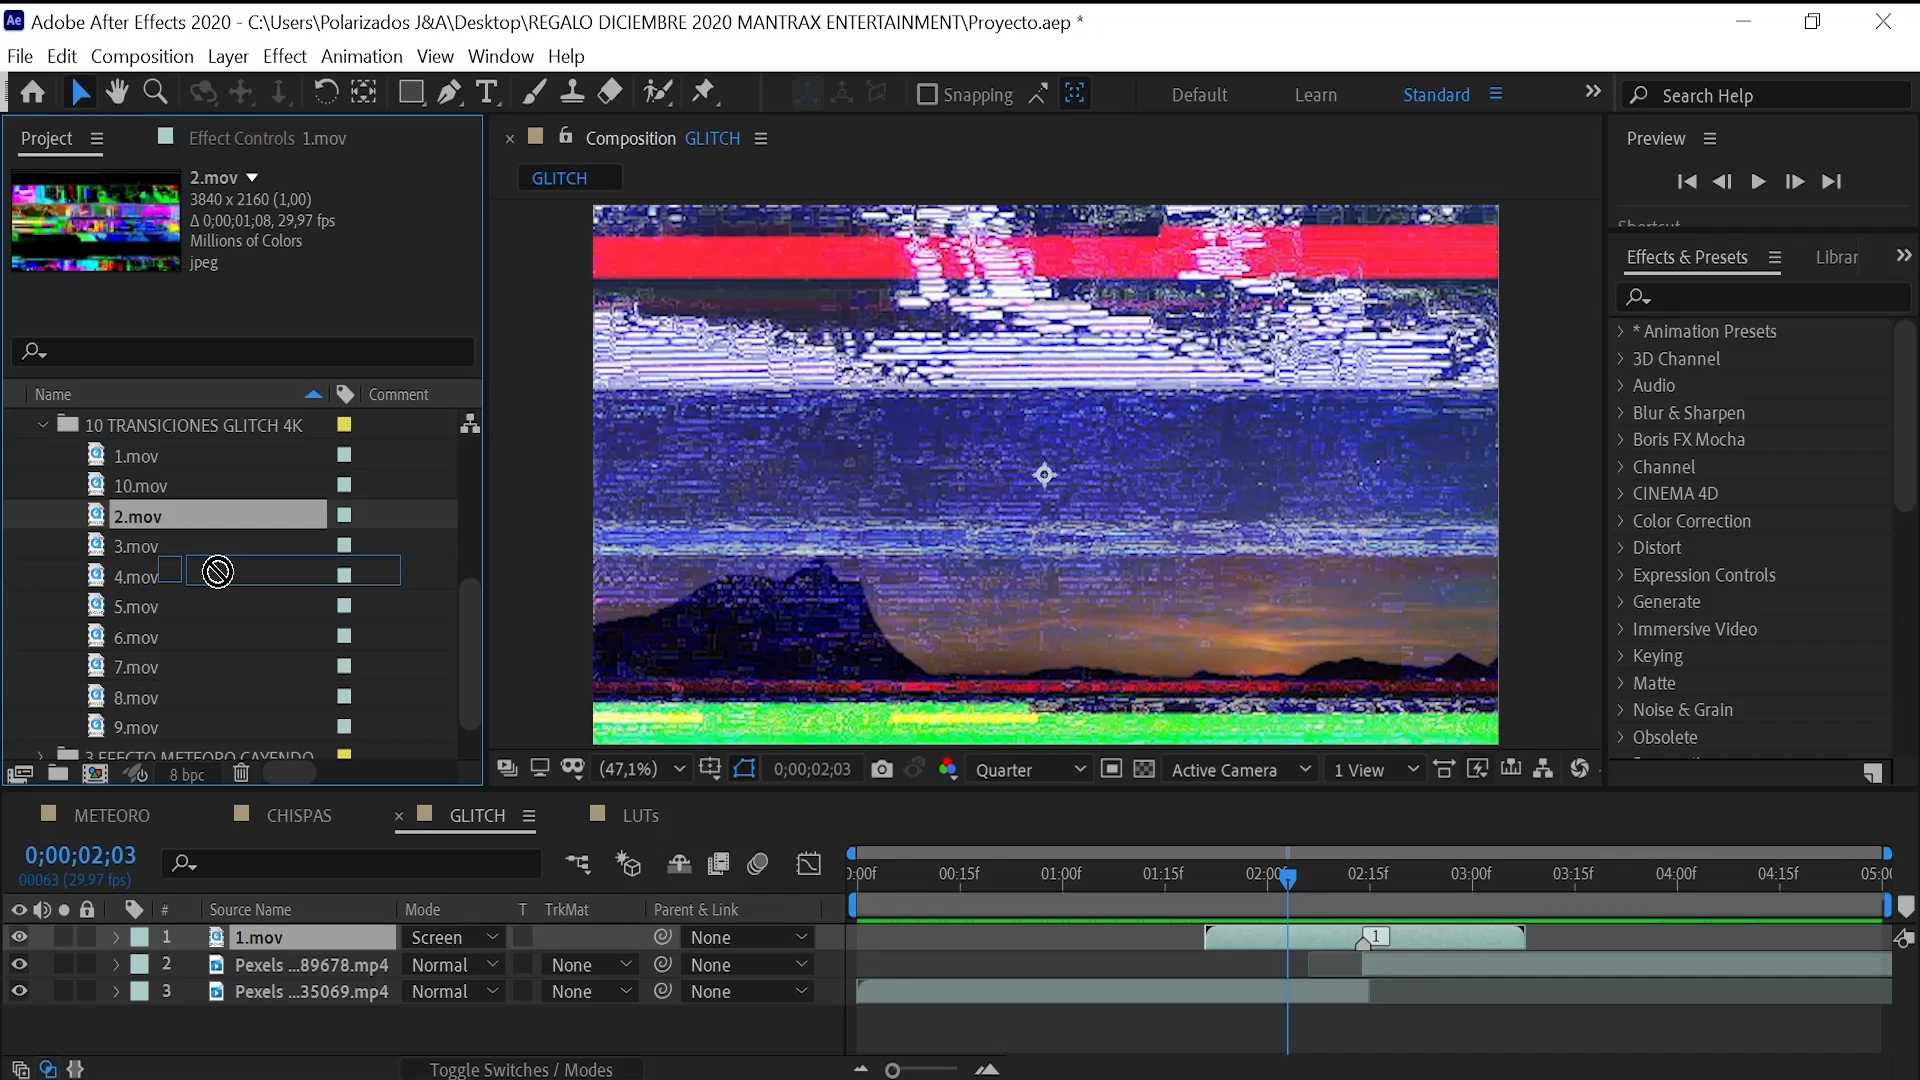 Adobe After Effects 2020 - C:\Users\Polarizados J&A\Desktop\REGALO DICIEMBRE 2020 MANTRAX ENTERTAINMENT\Proyecto.aep *
File Edit Composition Layer Effect Animation View Window Help
Snapping Default Learn Standard Search Help
Project Effect Controls 1.mov
2.mov
3840 x 2160 (1,00)
Δ 0;00;01;08, 29,97 fps
Millions of Colors
jpeg
Name Comment
10 TRANSICIONES GLITCH 4K
1.mov
10.mov
2.mov
3.mov
4.mov
5.mov
6.mov
7.mov
8.mov
9.mov
3 EFECTO METEORO CAYENDO
8 bpc
Composition GLITCH
GLITCH
(47,1%) 0;00;02;03 Quarter Active Camera 1 View
Preview
Shortcut
Effects & Presets Librar
* Animation Presets
3D Channel
Audio
Blur & Sharpen
Boris FX Mocha
Channel
CINEMA 4D
Color Correction
Distort
Expression Controls
Generate
Immersive Video
Keying
Matte
Noise & Grain
Obsolete
METEORO CHISPAS GLITCH LUTs
0;00;02;03
00063 (29.97 fps)
0:00f 00:15f 01:00f 01:15f 02:00f 02:15f 03:00f 03:15f 04:00f 04:15f 05:0(
# Source Name Mode T TrkMat Parent & Link
1 1.mov Screen None
1
2 Pexels ...89678.mp4 Normal None None
3 Pexels ...35069.mp4 Normal None None
Toggle Switches / Modes